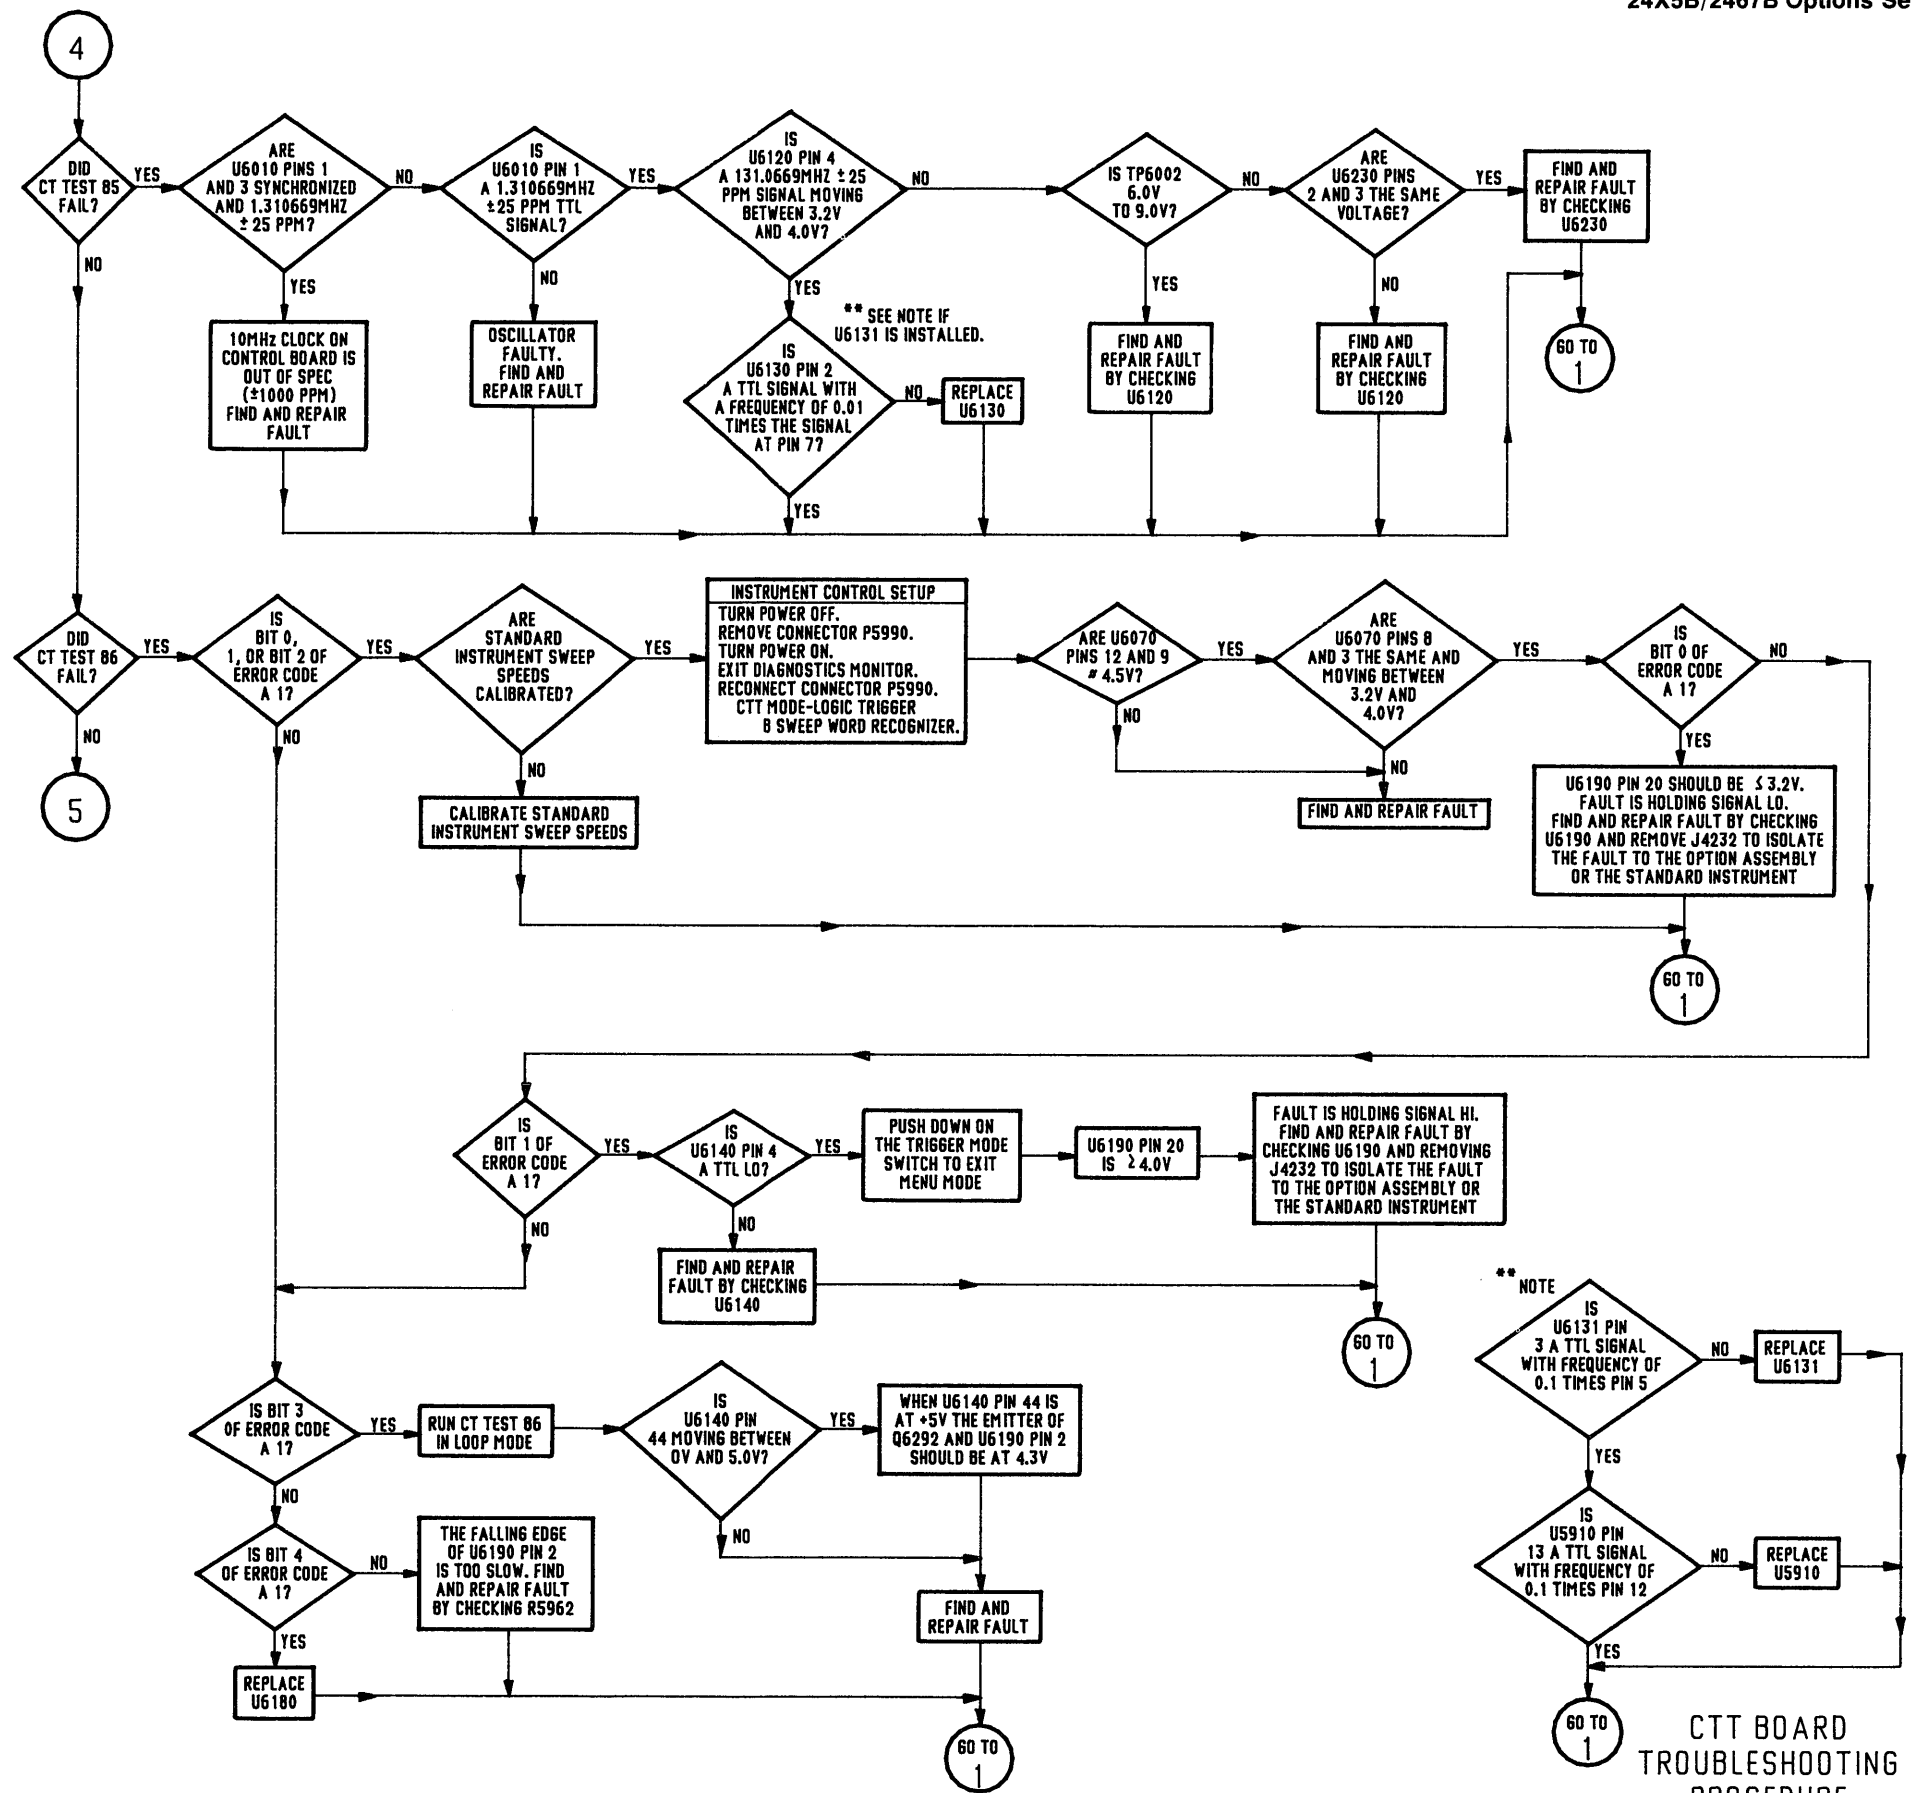 24X5B/2467B Options Se
4
DID
CT TEST 85
FAIL?
YES
NO
ARE
U6010 PINS 1
AND 3 SYNCHRONIZED
AND 1.310669MHZ
± 25 PPM?
NO
YES
IS
U6010 PIN 1
A 1.310669MHZ
±25 PPM TTL
SIGNAL?
YES
NO
IS
U6120 PIN 4
A 131.0669MHZ ±25
PPM SIGNAL MOVING
BETWEEN 3.2V
AND 4.0V?
NO
YES
IS TP6002
6.0V
TO 9.0V?
NO
YES
ARE
U6230 PINS
2 AND 3 THE SAME
VOLTAGE?
YES
NO
FIND AND
REPAIR FAULT
BY CHECKING
U6230
10MHz CLOCK ON
CONTROL BOARD IS
OUT OF SPEC
(±1000 PPM)
FIND AND REPAIR
FAULT
OSCILLATOR
FAULTY.
FIND AND
REPAIR FAULT
** SEE NOTE IF
U6131 IS INSTALLED.
IS
U6130 PIN 2
A TTL SIGNAL WITH
A FREQUENCY OF 0.01
TIMES THE SIGNAL
AT PIN 7?
NO
YES
REPLACE
U6130
FIND AND
REPAIR FAULT
BY CHECKING
U6120
FIND AND
REPAIR FAULT
BY CHECKING
U6120
GO TO
1
DID
CT TEST 86
FAIL?
YES
NO
5
IS
BIT 0,
1, OR BIT 2 OF
ERROR CODE
A 1?
YES
NO
ARE
STANDARD
INSTRUMENT SWEEP
SPEEDS
CALIBRATED?
YES
NO
INSTRUMENT CONTROL SETUP
TURN POWER OFF.
REMOVE CONNECTOR P5990.
TURN POWER ON.
EXIT DIAGNOSTICS MONITOR.
RECONNECT CONNECTOR P5990.
CTT MODE-LOGIC TRIGGER
B SWEEP WORD RECOGNIZER.
ARE U6070
PINS 12 AND 9
≠ 4.5V?
YES
NO
ARE
U6070 PINS 8
AND 3 THE SAME AND
MOVING BETWEEN
3.2V AND
4.0V?
YES
NO
FIND AND REPAIR FAULT
IS
BIT 0 OF
ERROR CODE
A 1?
NO
YES
CALIBRATE STANDARD
INSTRUMENT SWEEP SPEEDS
U6190 PIN 20 SHOULD BE ≤ 3.2V.
FAULT IS HOLDING SIGNAL LO.
FIND AND REPAIR FAULT BY CHECKING
U6190 AND REMOVE J4232 TO ISOLATE
THE FAULT TO THE OPTION ASSEMBLY
OR THE STANDARD INSTRUMENT
GO TO
1
IS
BIT 1 OF
ERROR CODE
A 1?
YES
NO
IS
U6140 PIN 4
A TTL LO?
YES
NO
PUSH DOWN ON
THE TRIGGER MODE
SWITCH TO EXIT
MENU MODE
U6190 PIN 20
IS ≥ 4.0V
FAULT IS HOLDING SIGNAL HI.
FIND AND REPAIR FAULT BY
CHECKING U6190 AND REMOVING
J4232 TO ISOLATE THE FAULT
TO THE OPTION ASSEMBLY OR
THE STANDARD INSTRUMENT
FIND AND REPAIR
FAULT BY CHECKING
U6140
GO TO
1
** NOTE
IS
U6131 PIN
3 A TTL SIGNAL
WITH FREQUENCY OF
0.1 TIMES PIN 5
NO
YES
REPLACE
U6131
IS BIT 3
OF ERROR CODE
A 1?
YES
NO
RUN CT TEST 86
IN LOOP MODE
IS
U6140 PIN
44 MOVING BETWEEN
0V AND 5.0V?
YES
NO
WHEN U6140 PIN 44 IS
AT +5V THE EMITTER OF
Q6292 AND U6190 PIN 2
SHOULD BE AT 4.3V
IS BIT 4
OF ERROR CODE
A 1?
NO
YES
THE FALLING EDGE
OF U6190 PIN 2
IS TOO SLOW. FIND
AND REPAIR FAULT
BY CHECKING R5962
FIND AND
REPAIR FAULT
IS
U5910 PIN
13 A TTL SIGNAL
WITH FREQUENCY OF
0.1 TIMES PIN 12
NO
YES
REPLACE
U5910
REPLACE
U6180
GO TO
1
GO TO
1
CTT BOARD
TROUBLESHOOTING
PROCEDURE